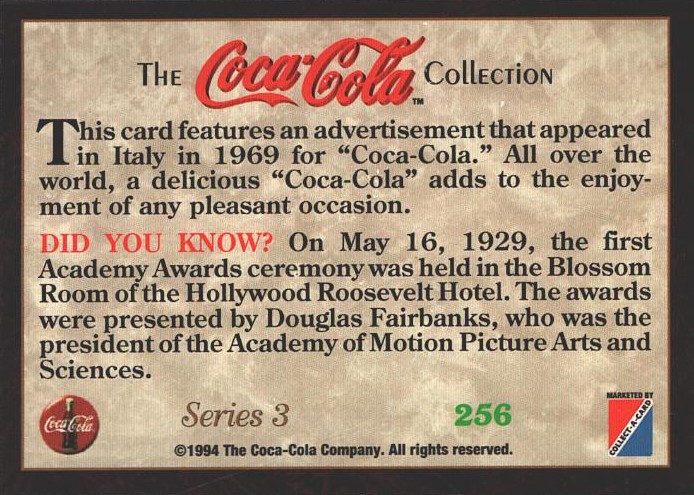 The Coca-Cola™ Collection
This card features an advertisement that appeared
in Italy in 1969 for “Coca-Cola.” All over the
world, a delicious “Coca-Cola” adds to the enjoy-
ment of any pleasant occasion.
DID YOU KNOW? On May 16, 1929, the first
Academy Awards ceremony was held in the Blossom
Room of the Hollywood Roosevelt Hotel. The awards
were presented by Douglas Fairbanks, who was the
president of the Academy of Motion Picture Arts and
Sciences.
Coca-Cola
Series 3
256
MARKETED BY
COLLECT-A-CARD
©1994 The Coca-Cola Company. All rights reserved.